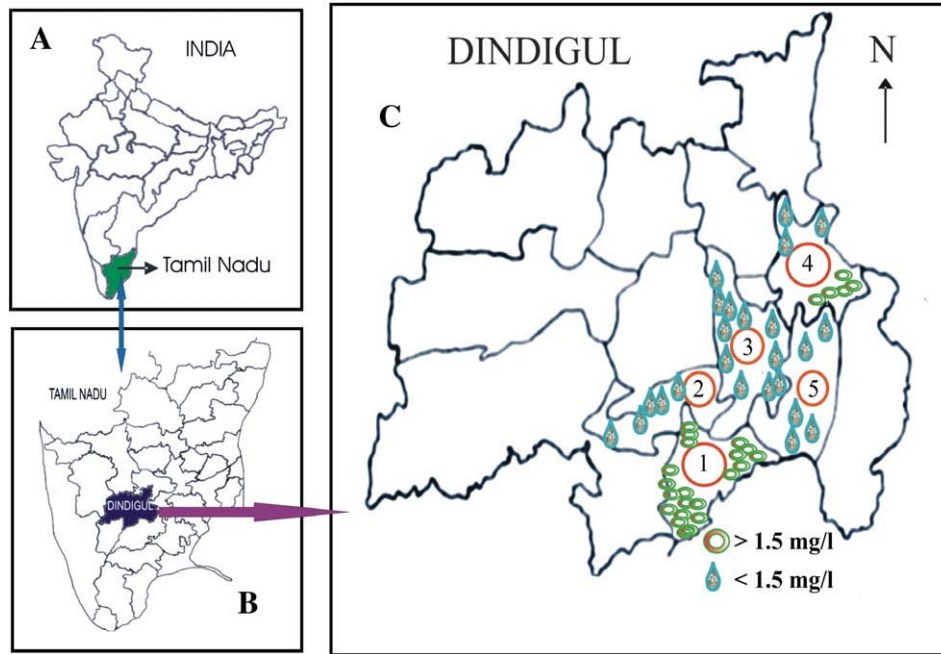 A
INDIA
Tamil Nadu
TAMIL NADU
DINDIGUL
B
DINDIGUL
N
C
4
3
2
5
1
> 1.5 mg/l
< 1.5 mg/l